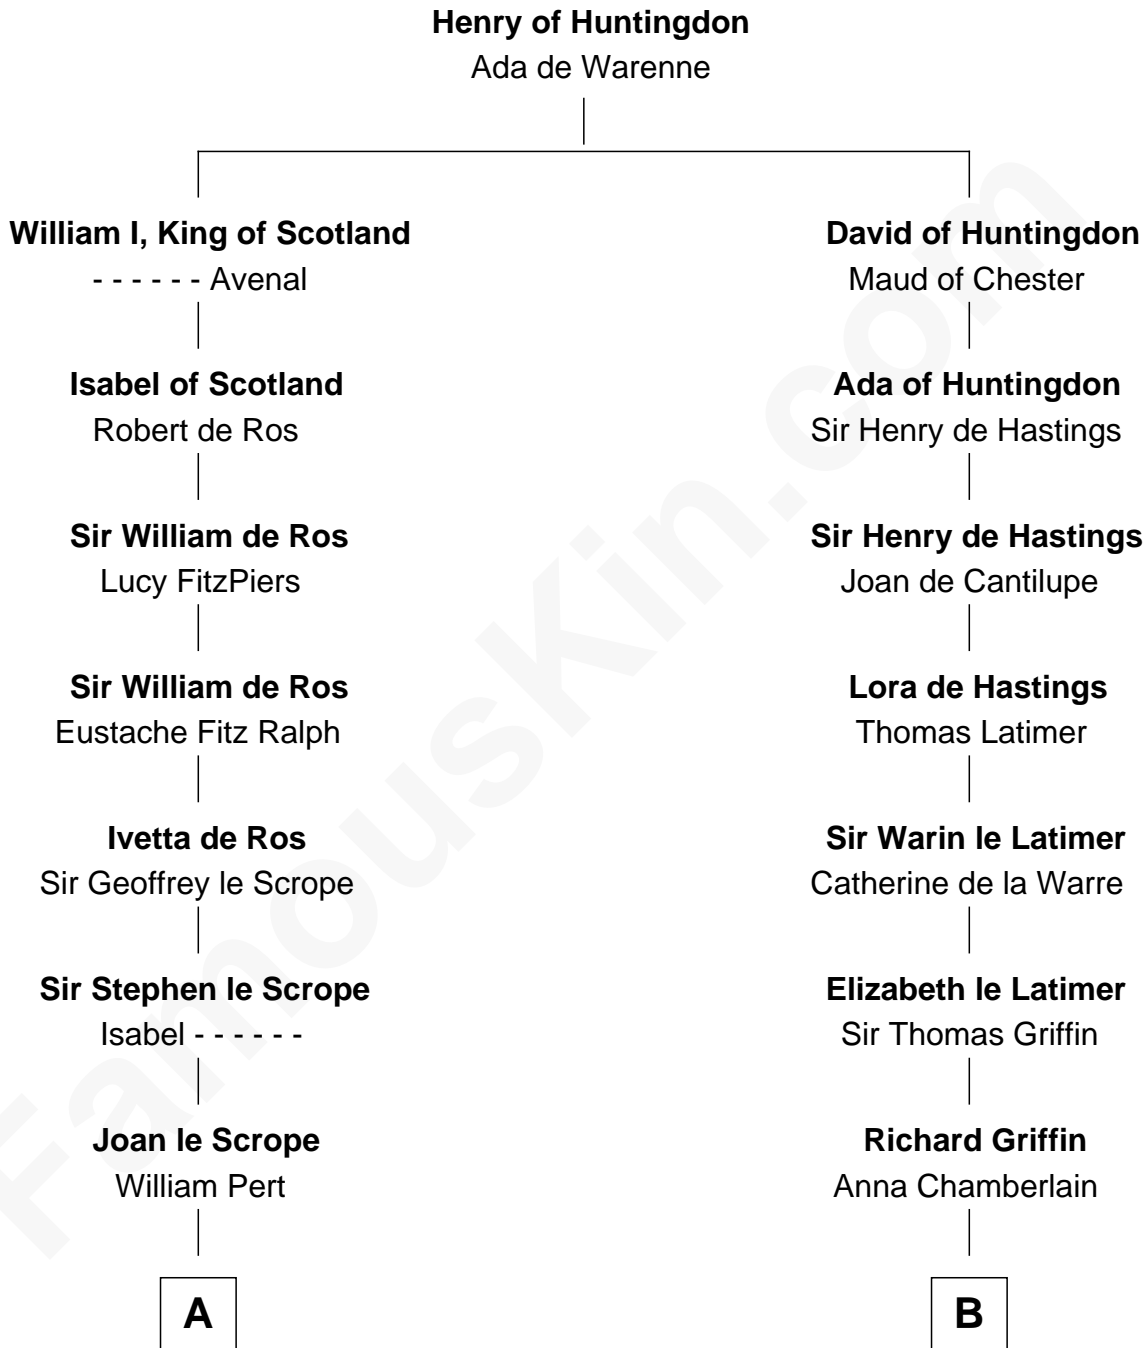 Henry of Huntingdon
Ada de Warenne
William I, King of Scotland
- - - - - - Avenal
David of Huntingdon
Maud of Chester
Isabel of Scotland
Robert de Ros
Ada of Huntingdon
Sir Henry de Hastings
Sir William de Ros
Lucy FitzPiers
Sir Henry de Hastings
Joan de Cantilupe
Sir William de Ros
Eustache Fitz Ralph
Lora de Hastings
Thomas Latimer
Ivetta de Ros
Sir Geoffrey le Scrope
Sir Warin le Latimer
Catherine de la Warre
Sir Stephen le Scrope
Isabel - - - - - -
Elizabeth le Latimer
Sir Thomas Griffin
Joan le Scrope
William Pert
Richard Griffin
Anna Chamberlain
A
B
FamousKin.com